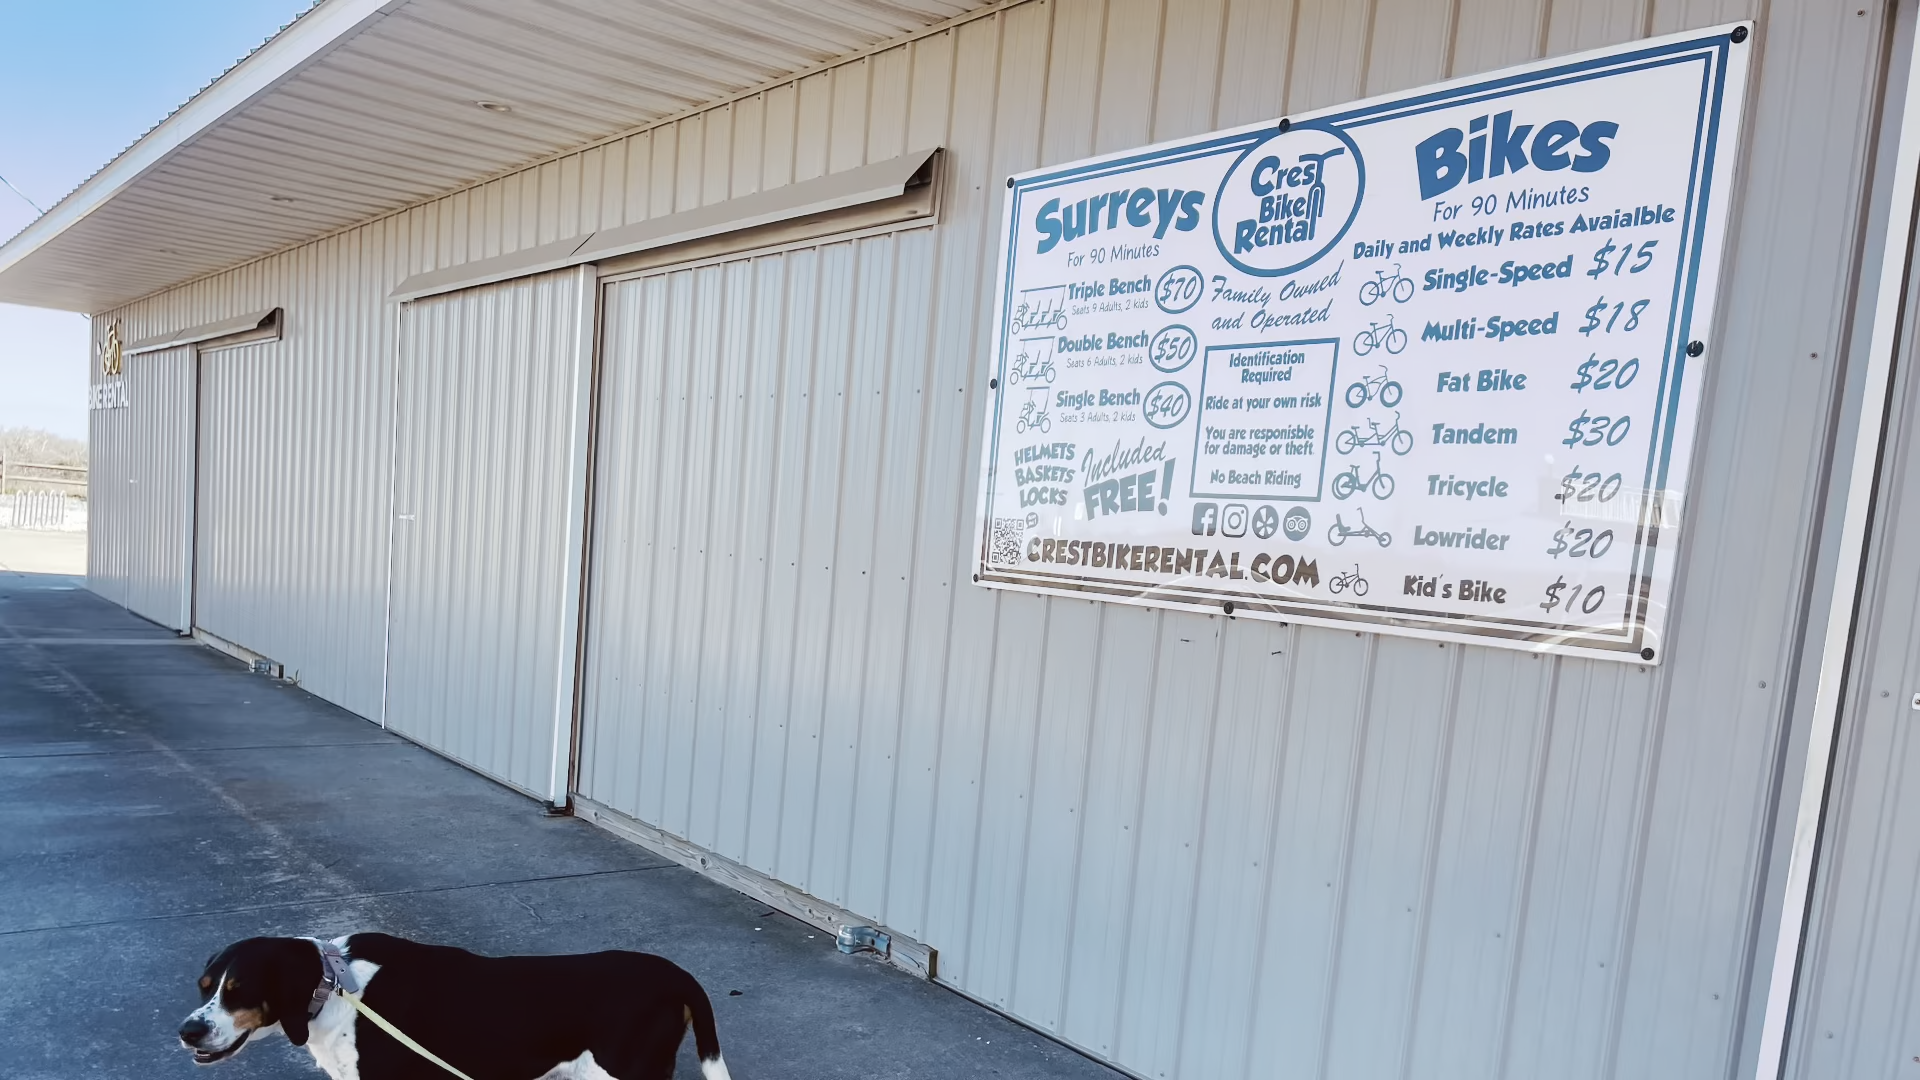 BIKE RENTAL
Surreys
For 90 Minutes
Triple Bench $70
Seats 9 Adults, 2 kids
Double Bench $50
Seats 6 Adults, 2 kids
Single Bench $40
Seats 3 Adults, 2 kids
HELMETS
BASKETS
LOCKS
Included
FREE!
CRESTBIKERENTAL.COM
Crest
Bike
Rental
Family Owned
and Operated
Identification
Required
Ride at your own risk
You are responisble
for damage or theft
No Beach Riding
Bikes
For 90 Minutes
Daily and Weekly Rates Avaialble
Single-Speed $15
Multi-Speed $18
Fat Bike $20
Tandem $30
Tricycle $20
Lowrider $20
Kid's Bike $10